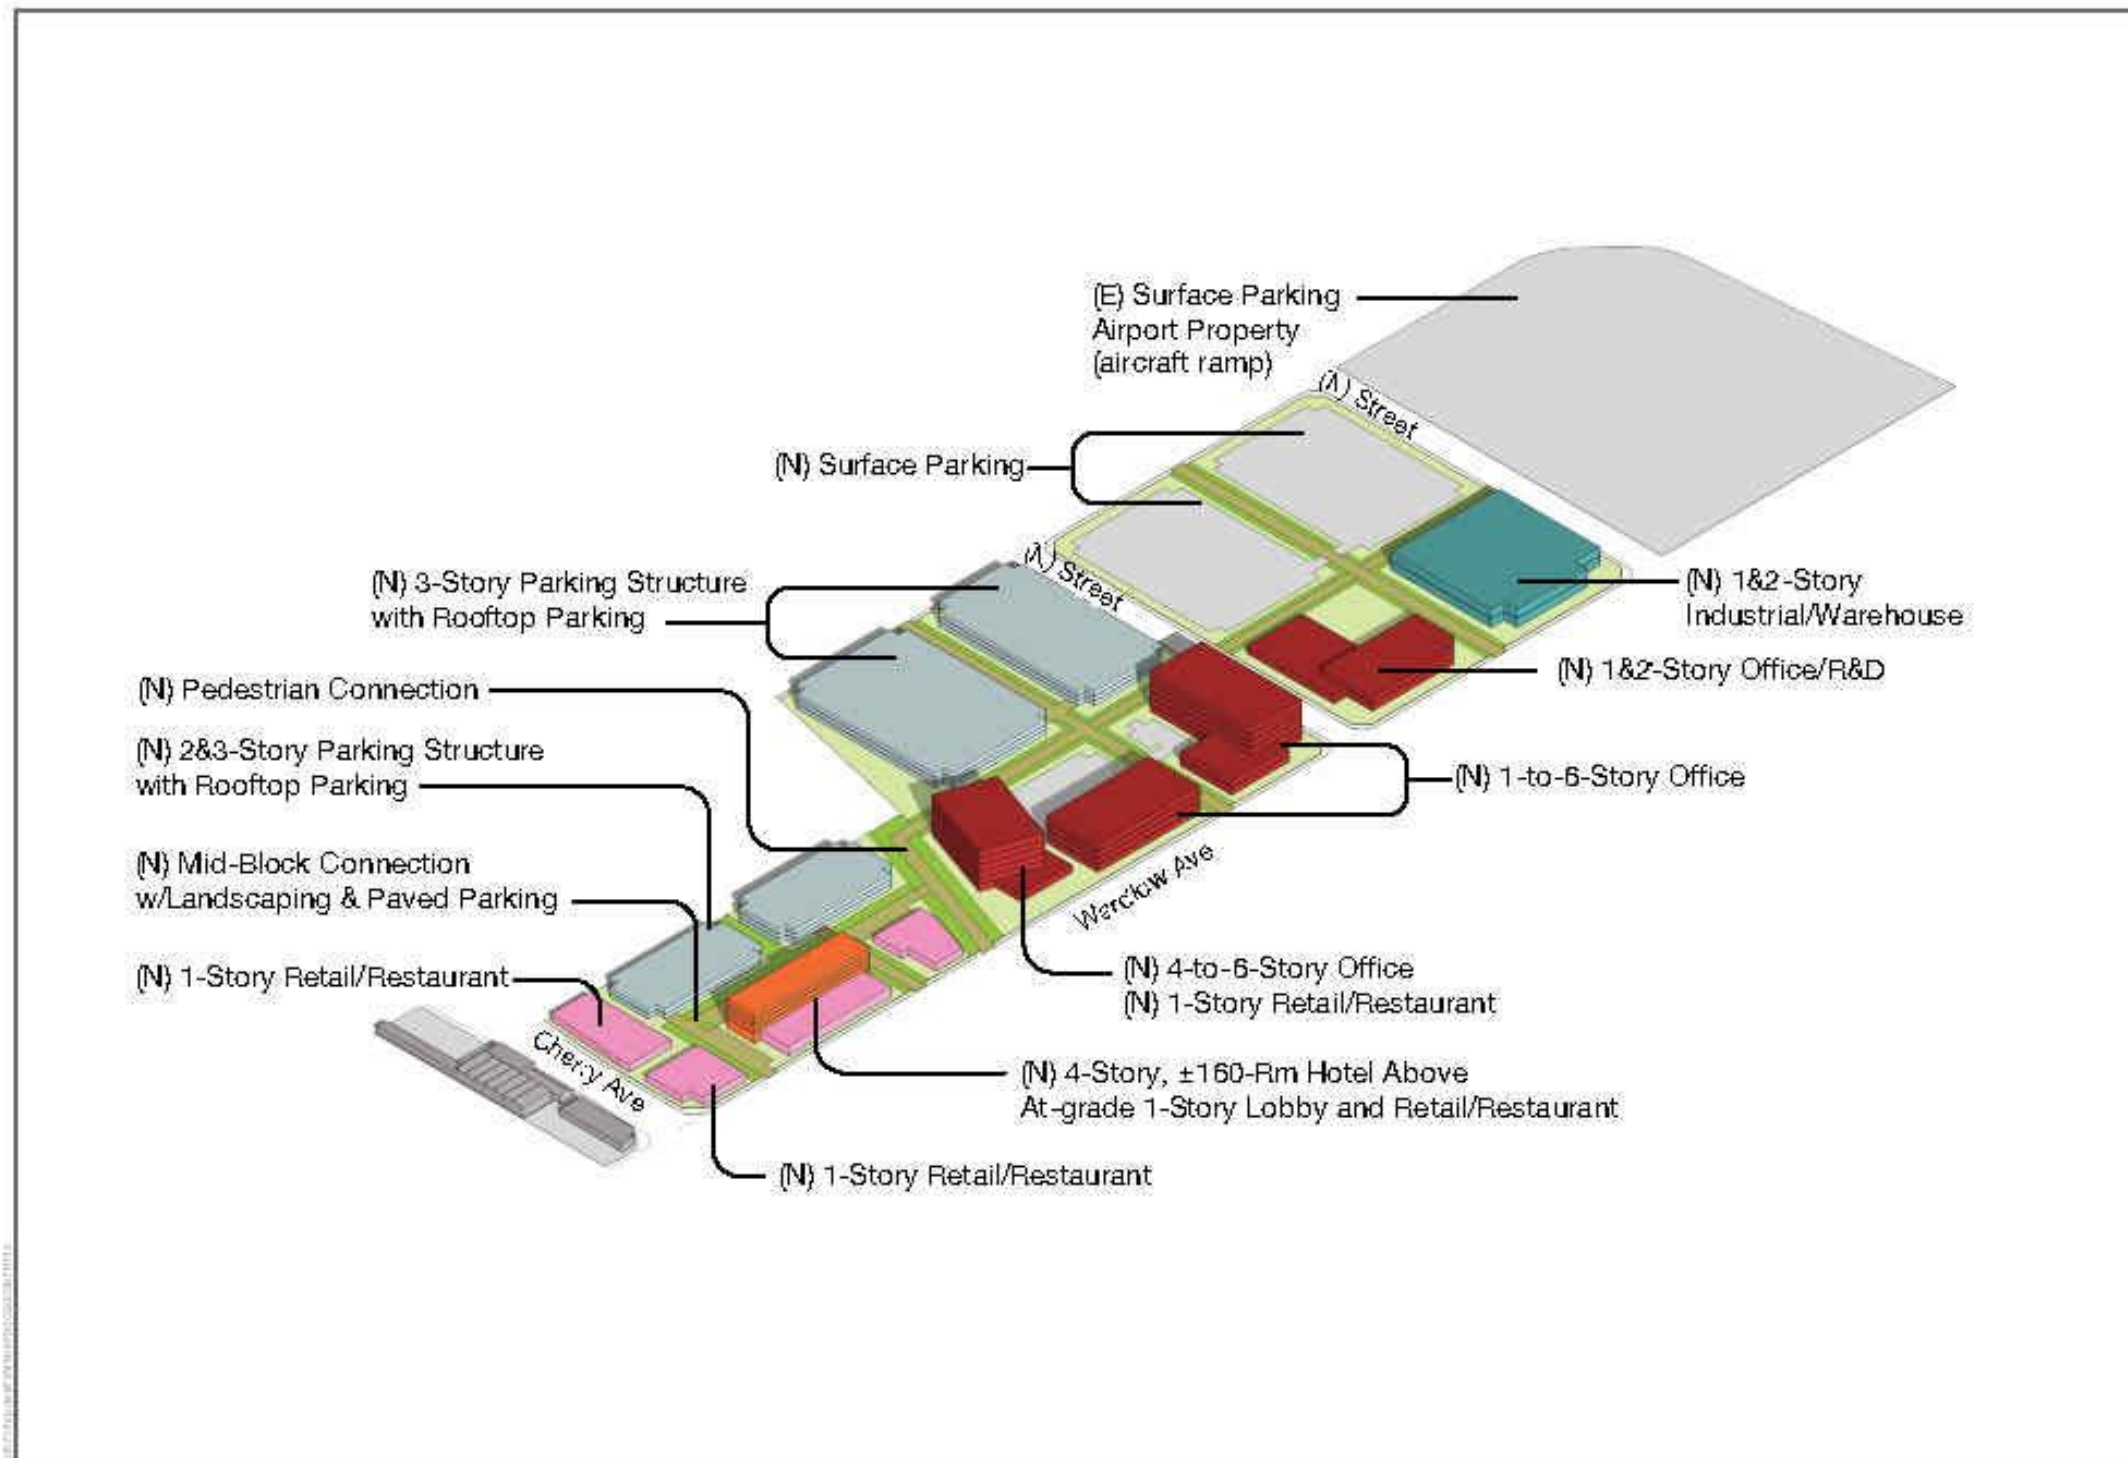 (E) Surface Parking
Airport Property
(aircraft ramp)
Street
(N) Surface Parking
Street
(N) 3-Story Parking Structure
with Rooftop Parking
(N) 1&2-Story
Industrial/Warehouse
(N) 1&2-Story Office/R&D
(N) Pedestrian Connection
(N) 2&3-Story Parking Structure
with Rooftop Parking
(N) 1-to-6-Story Office
(N) Mid-Block Connection
w/Landscaping & Paved Parking
Ave
(N) 1-Story Retail/Restaurant
(N) 4-to-6-Story Office
(N) 1-Story Retail/Restaurant
Cherry Ave
(N) 4-Story, ±160-Rm Hotel Above
At-grade 1-Story Lobby and Retail/Restaurant
(N) 1-Story Retail/Restaurant